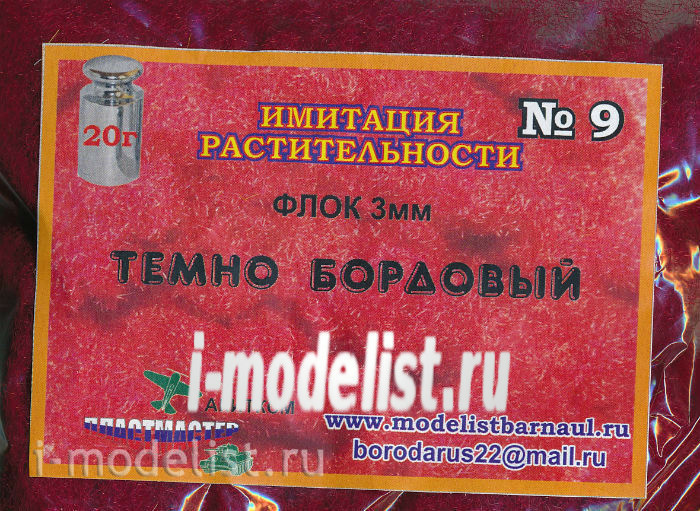 20г
ИМИТАЦИЯ
РАСТИТЕЛЬНОСТИ
№ 9
ФЛОК 3мм
ТЕМНО БОРДОВЫЙ
i-modelist.ru
ПЛАСТМАСТЕР
www.modelistbarnaul.ru
borodarus22@mail.ru
i-modelist.ru